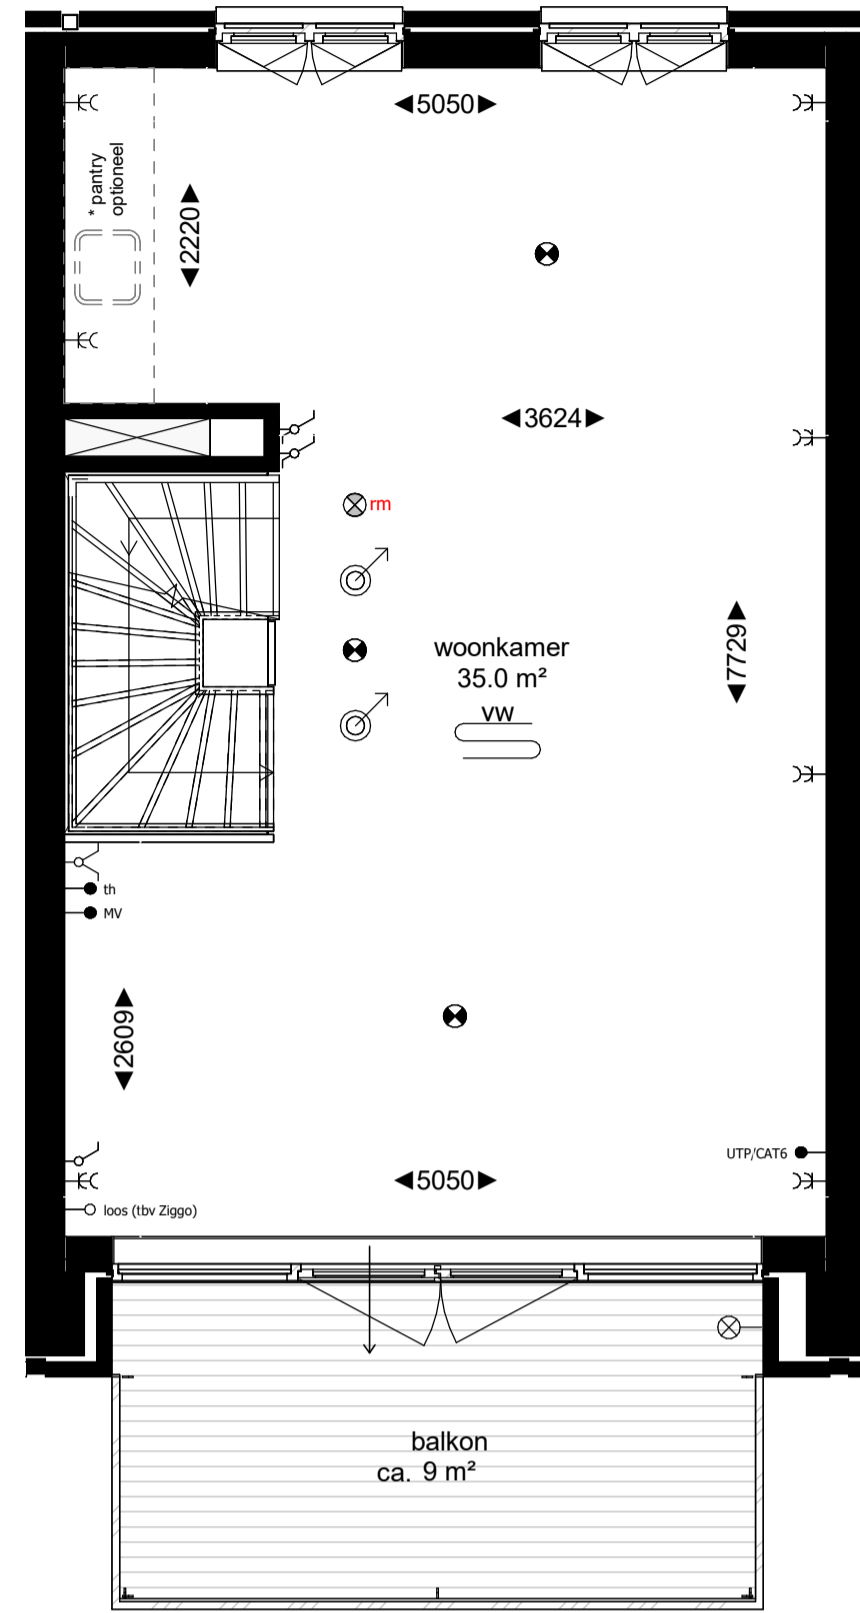 5050
* pantry
optioneel
2220
3624
rm
woonkamer
35.0 m²
vw
7729
th
MV
2609
UTP/CAT6
5050
loos (tbv Ziggo)
balkon
ca. 9 m²